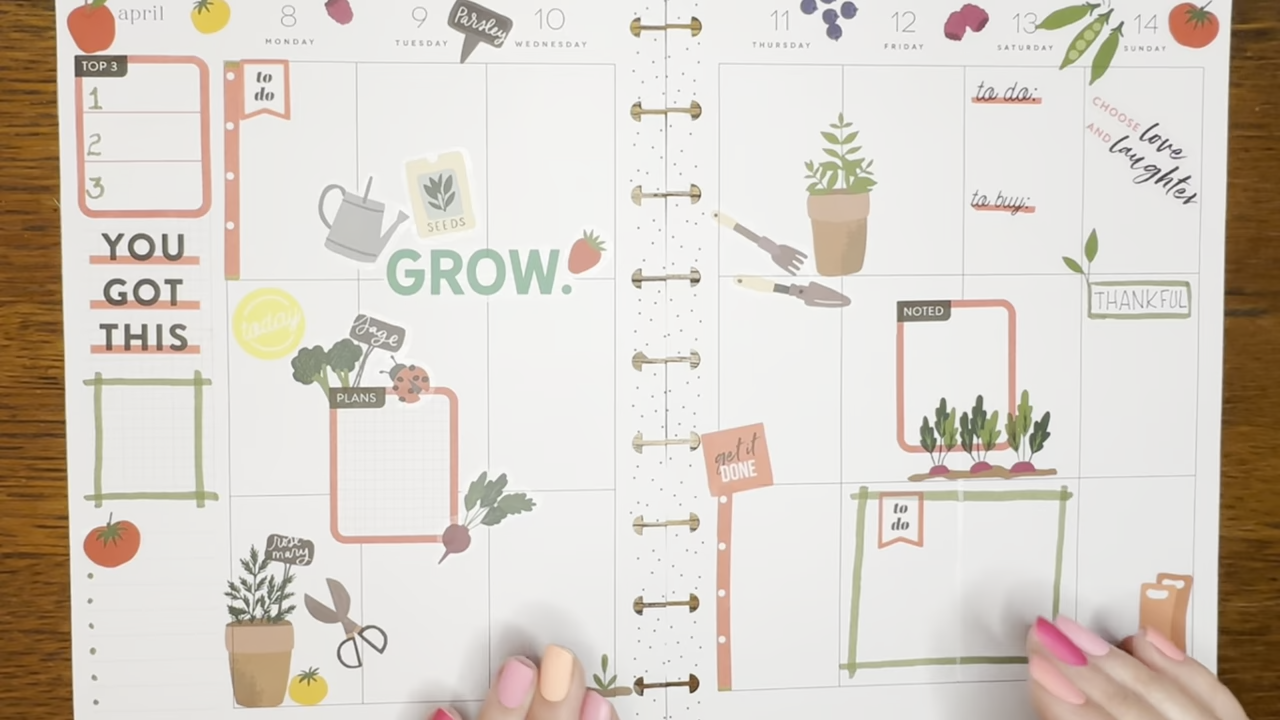 april
8
MONDAY
9
TUESDAY
Parsley
10
WEDNESDAY
11
THURSDAY
12
FRIDAY
13
SATURDAY
14
SUNDAY
TOP 3
1
2
3
YOU
GOT
THIS
to
do
SEEDS
GROW.
today
Sage
PLANS
rose
mary
to do:
to buy:
CHOOSE love
AND laughter
THANKFUL
NOTED
get it
DONE
to
do